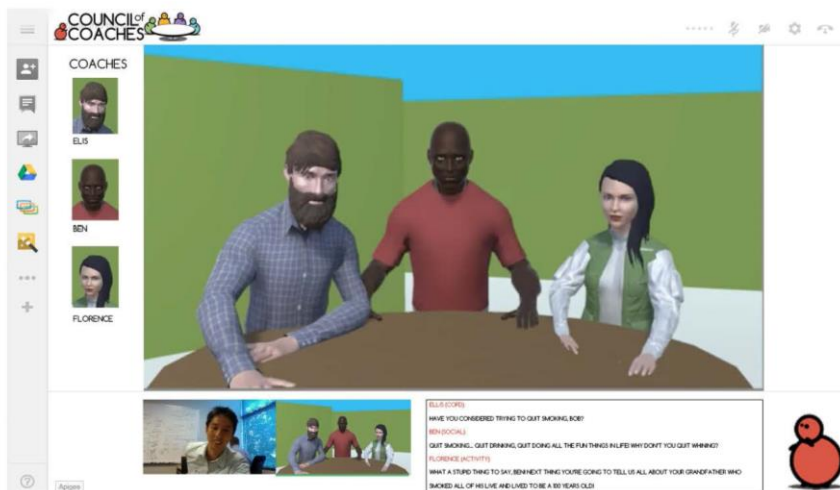 COUNCIL of
COACHES
COACHES
ELIS
BEN
FLORENCE
ELLIS (COPD):
HAVE YOU CONSIDERED TRYING TO QUIT SMOKING, BOB?
BEN (SOCIAL):
QUIT SMOKING... QUIT DRINKING, QUIT DOING ALL THE FUN THINGS IN LIFE! WHY DON'T YOU QUIT WHINING?
FLORENCE (ACTIVITY):
WHAT A STUPID THING TO SAY, BEN! NEXT THING YOU'RE GOING TO TELL US ALL ABOUT YOUR GRANDFATHER WHO
SMOKED ALL OF HIS LIVE AND LIVED TO BE A 100 YEARS OLD!